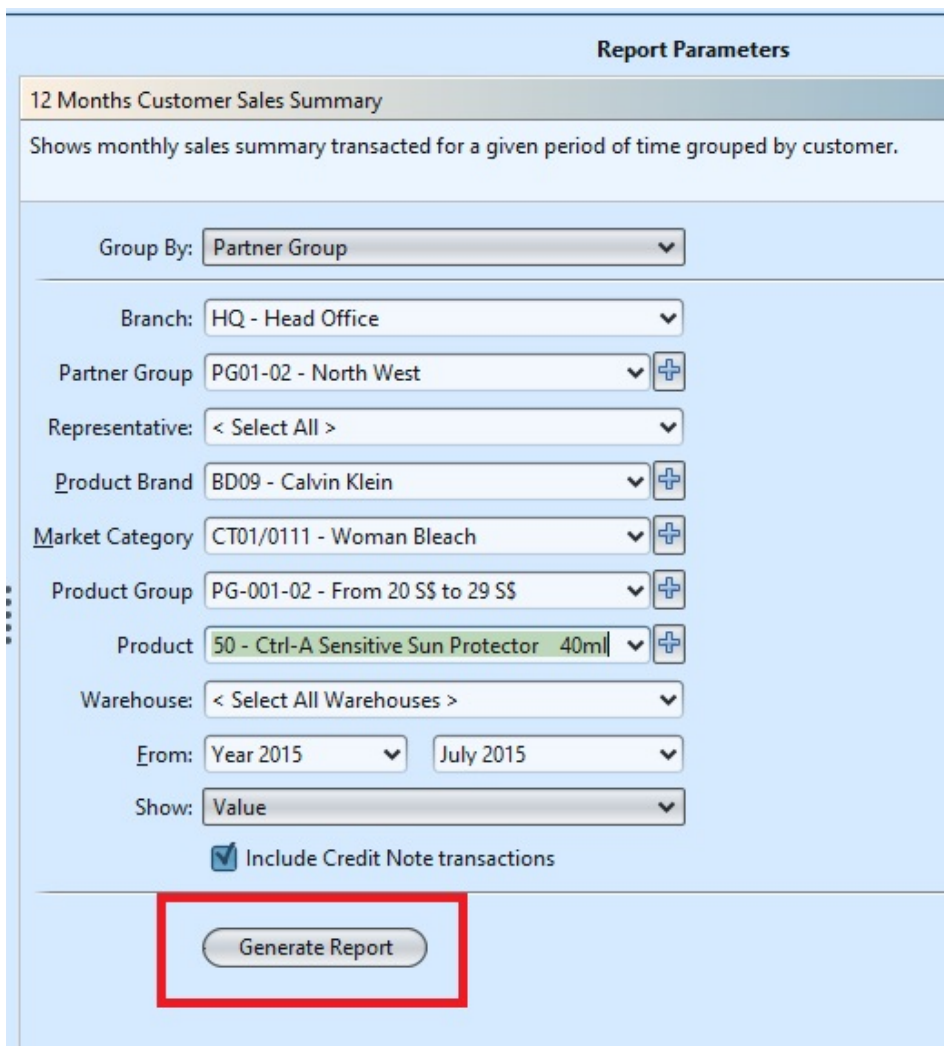 Report Parameters
12 Months Customer Sales Summary
Shows monthly sales summary transacted for a given period of time grouped by customer.
Group By: Partner Group
Branch: HQ - Head Office
Partner Group PG01-02 - North West
Representative: < Select All >
Product Brand BD09 - Calvin Klein
Market Category CT01/0111 - Woman Bleach
Product Group PG-001-02 - From 20 S$ to 29 S$
Product 50 - Ctrl-A Sensitive Sun Protector 40ml
Warehouse: < Select All Warehouses >
From: Year 2015 July 2015
Show: Value
Include Credit Note transactions
Generate Report